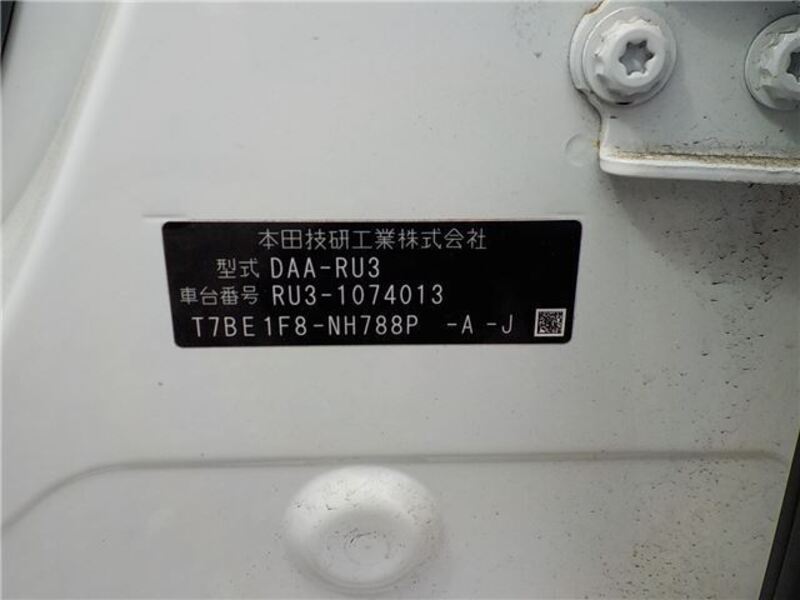 本田技研工業株式会社
型式 DAA-RU3
車台番号 RU3-1074013
T7BE1F8-NH788P -A-J